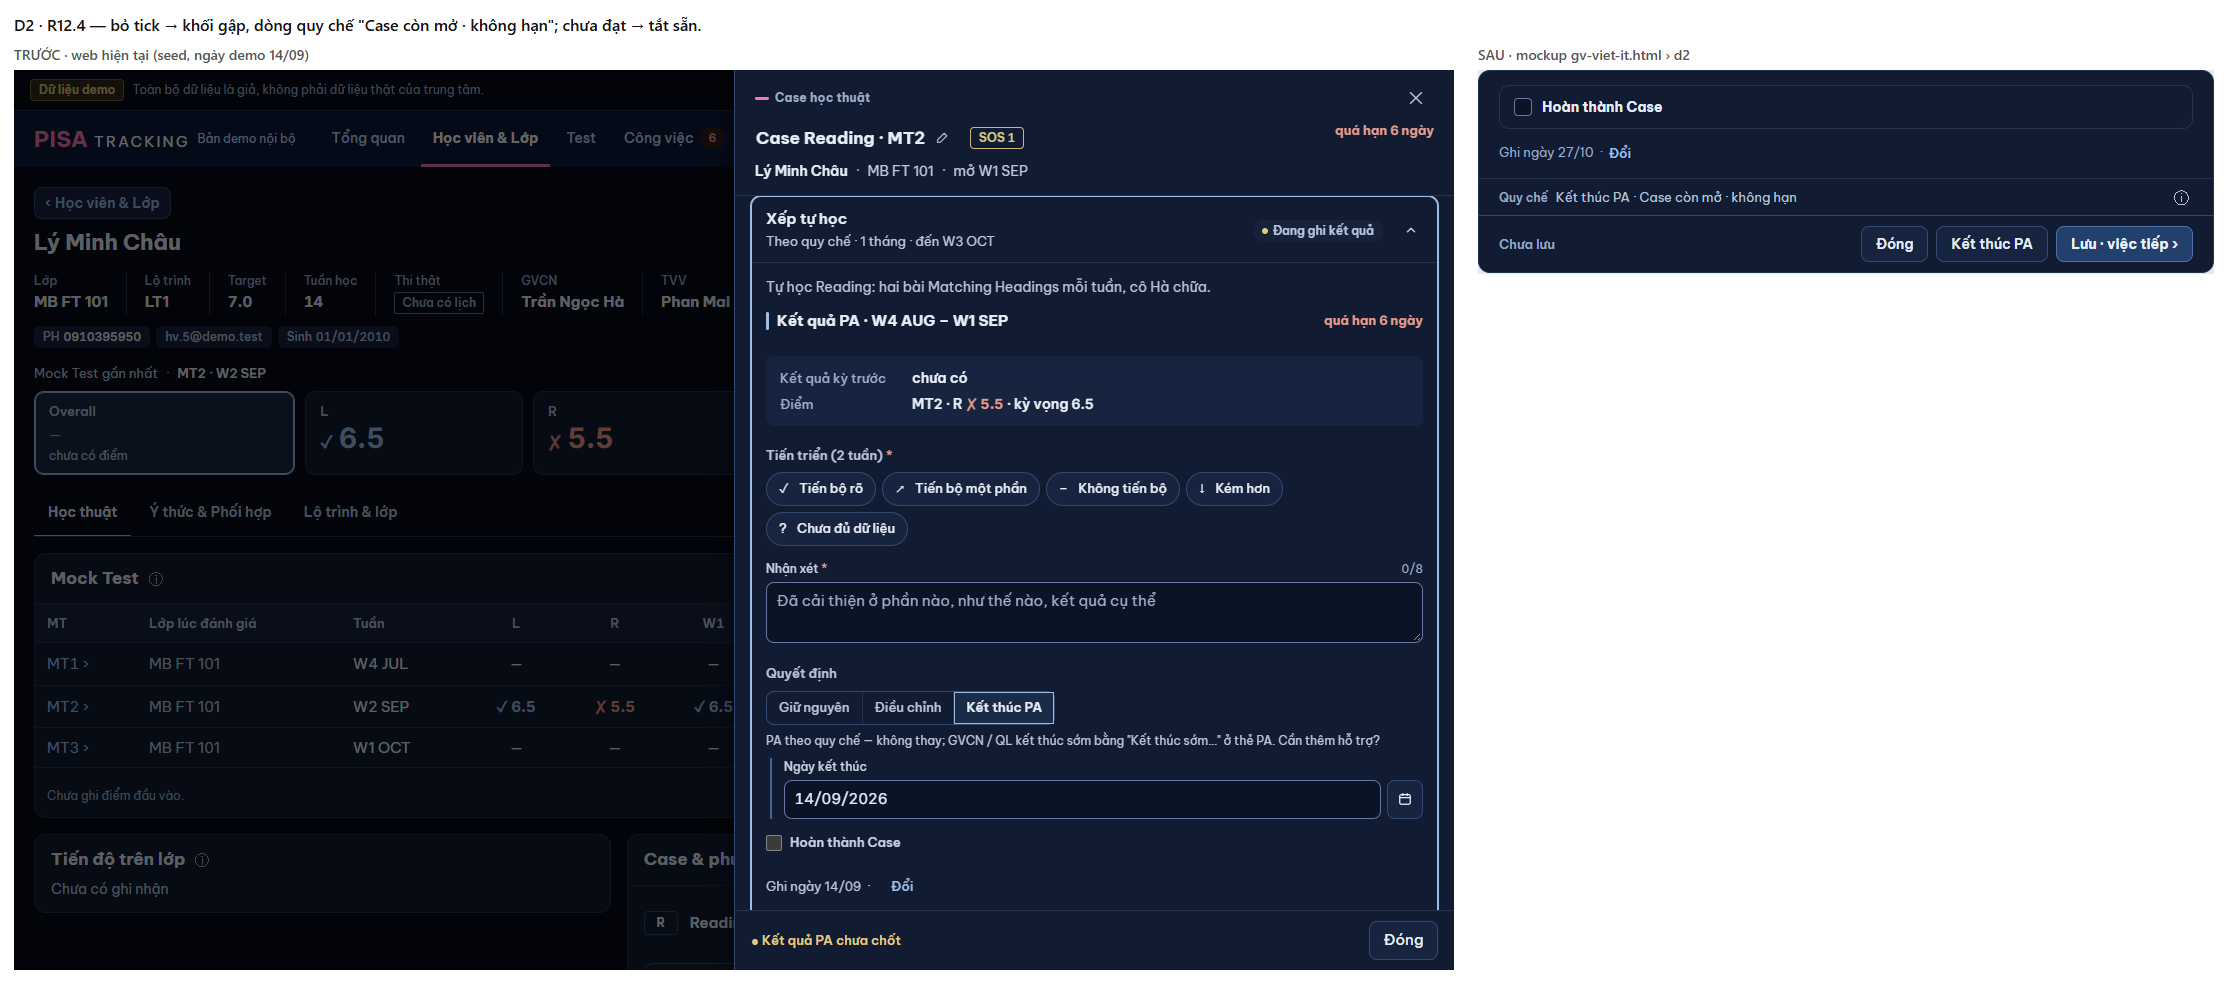 D2 · R12.4 — bỏ tick → khối gập, dòng quy chế "Case còn mở · không hạn"; chưa đạt → tắt sẵn.
TRƯỚC · web hiện tại (seed, ngày demo 14/09)
Dữ liệu demo Toàn bộ dữ liệu là giả, không phải dữ liệu thật của trung tâm.
PISA TRACKING Bản demo nội bộ Tổng quan Học viên & Lớp Test Công việc 6
‹ Học viên & Lớp
Lý Minh Châu
Lớp Lộ trình Target Tuần học Thi thật GVCN TVV
MB FT 101 LT1 7.0 14 Chưa có lịch Trần Ngọc Hà Phan Mai
PH 0910395950 hv.5@demo.test Sinh 01/01/2010
Mock Test gần nhất · MT2 · W2 SEP
Overall L R
— ✓ 6.5 ✗ 5.5
chưa có điểm
Học thuật Ý thức & Phối hợp Lộ trình & lớp
Mock Test ⓘ
MT Lớp lúc đánh giá Tuần L R W1
MT1 › MB FT 101 W4 JUL — — —
MT2 › MB FT 101 W2 SEP ✓ 6.5 ✗ 5.5 ✓ 6.5
MT3 › MB FT 101 W1 OCT — — —
Chưa ghi điểm đầu vào.
Tiến độ trên lớp ⓘ
Chưa có ghi nhận
Case & phư
R Readi
Case học thuật
Case Reading · MT2 SOS 1 quá hạn 6 ngày
Lý Minh Châu · MB FT 101 · mở W1 SEP
Xếp tự học
Theo quy chế · 1 tháng · đến W3 OCT
Đang ghi kết quả
Tự học Reading: hai bài Matching Headings mỗi tuần, cô Hà chữa.
Kết quả PA · W4 AUG – W1 SEP quá hạn 6 ngày
Kết quả kỳ trước chưa có
Điểm MT2 · R ✗ 5.5 · kỳ vọng 6.5
Tiến triển (2 tuần) *
✓ Tiến bộ rõ ↗ Tiến bộ một phần – Không tiến bộ ↓ Kém hơn
? Chưa đủ dữ liệu
Nhận xét * 0/8
Đã cải thiện ở phần nào, như thế nào, kết quả cụ thể
Quyết định
Giữ nguyên Điều chỉnh Kết thúc PA
PA theo quy chế — không thay; GVCN / QL kết thúc sớm bằng "Kết thúc sớm…" ở thẻ PA. Cần thêm hỗ trợ?
Ngày kết thúc
14/09/2026
Hoàn thành Case
Ghi ngày 14/09 · Đổi
Kết quả PA chưa chốt Đóng
SAU · mockup gv-viet-it.html › d2
Hoàn thành Case
Ghi ngày 27/10 · Đổi
Quy chế Kết thúc PA · Case còn mở · không hạn ⓘ
Chưa lưu Đóng Kết thúc PA Lưu · việc tiếp ›